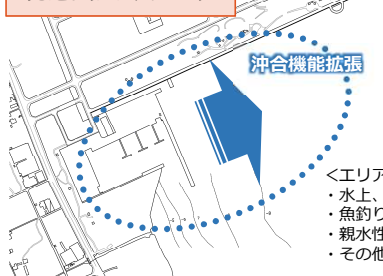 沖合機能拡張
<エリア
・水上、
・魚釣り
・親水性
・その他